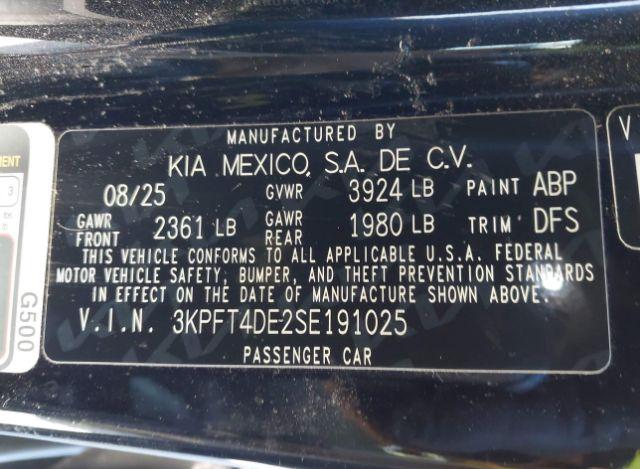 MANUFACTURED BY
KIA MEXICO, S.A. DE C.V.
08/25 GVWR 3924 LB PAINT ABP
GAWR FRONT 2361 LB GAWR REAR 1980 LB TRIM DFS
THIS VEHICLE CONFORMS TO ALL APPLICABLE U.S.A. FEDERAL
MOTOR VEHICLE SAFETY, BUMPER, AND THEFT PREVENTION STANDARDS
IN EFFECT ON THE DATE OF MANUFACTURE SHOWN ABOVE.
V.I.N. 3KPFT4DE2SE191025
PASSENGER CAR
G500
3
V